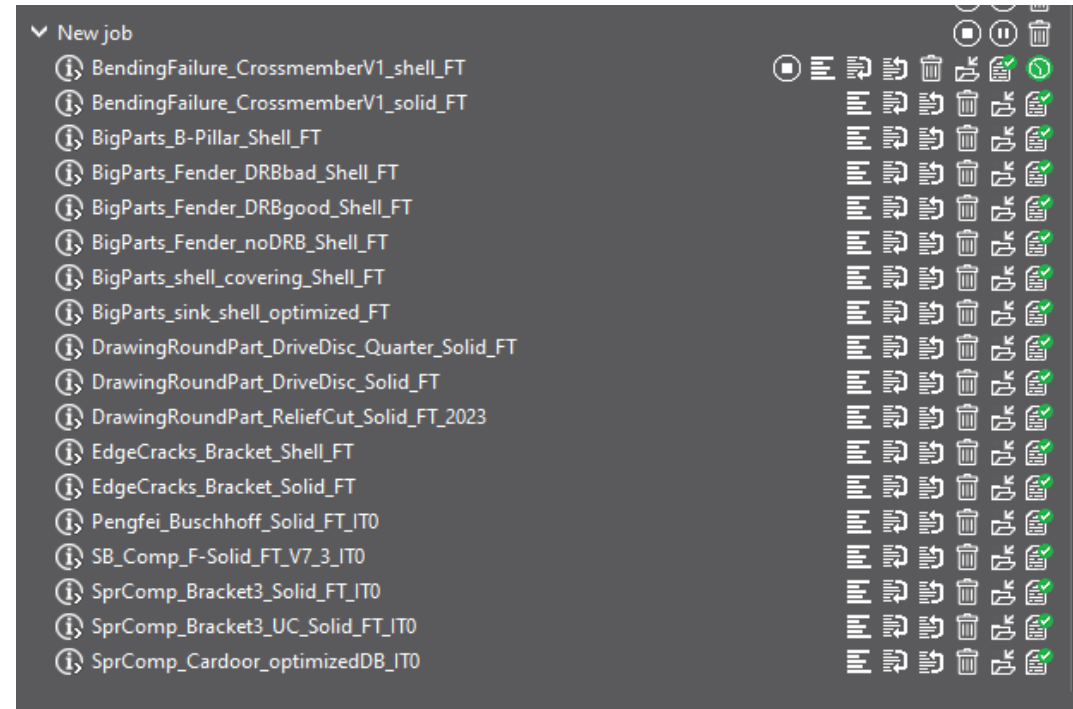 New job
BendingFailure_CrossmemberV1_shell_FT
BendingFailure_CrossmemberV1_solid_FT
BigParts_B-Pillar_Shell_FT
BigParts_Fender_DRBbad_Shell_FT
BigParts_Fender_DRBgood_Shell_FT
BigParts_Fender_noDRB_Shell_FT
BigParts_shell_covering_Shell_FT
BigParts_sink_shell_optimized_FT
DrawingRoundPart_DriveDisc_Quarter_Solid_FT
DrawingRoundPart_DriveDisc_Solid_FT
DrawingRoundPart_ReliefCut_Solid_FT_2023
EdgeCracks_Bracket_Shell_FT
EdgeCracks_Bracket_Solid_FT
Pengfei_Buschhoff_Solid_FT_IT0
SB_Comp_F-Solid_FT_V7_3_IT0
SprComp_Bracket3_Solid_FT_IT0
SprComp_Bracket3_UC_Solid_FT_IT0
SprComp_Cardoor_optimizedDB_IT0